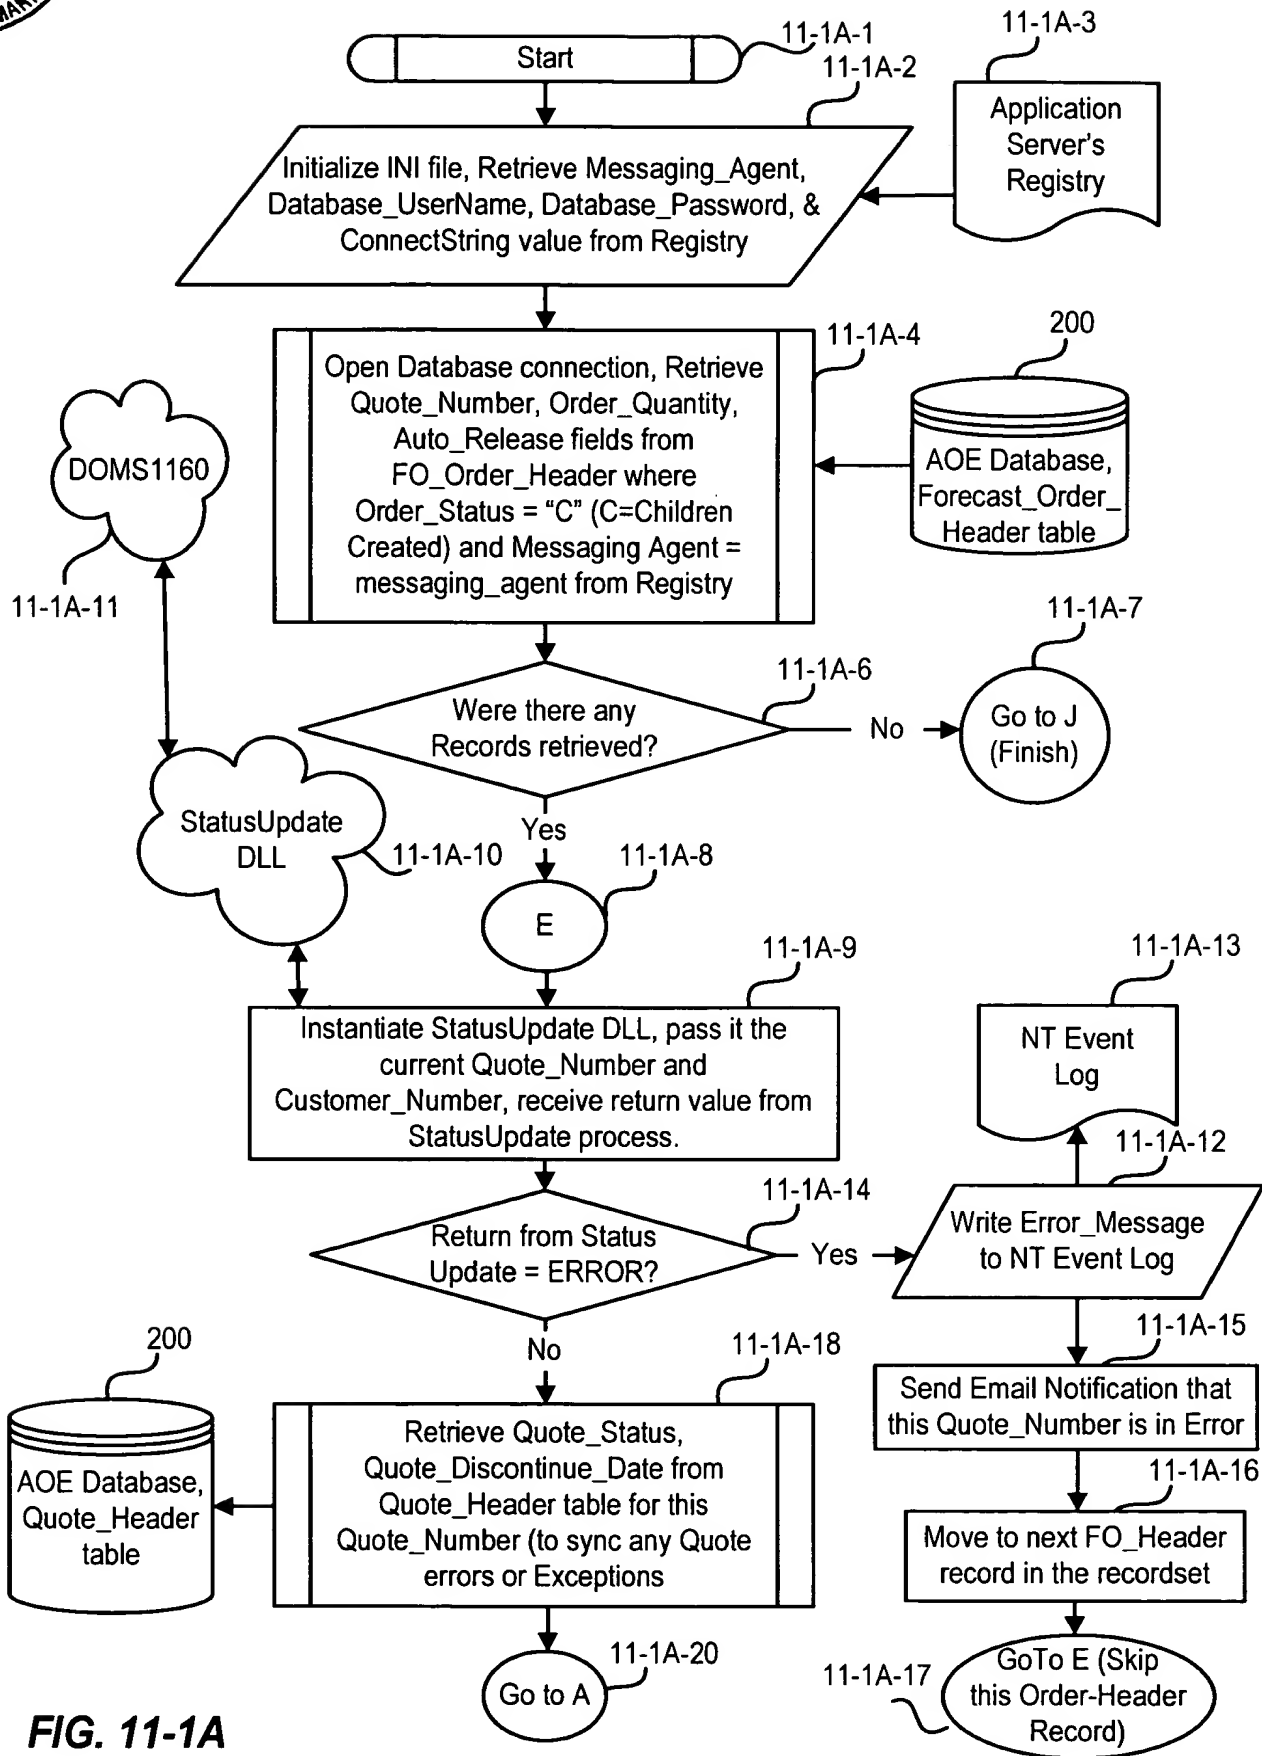 MAR
11-1A-1
Start
11-1A-2
11-1A-3
Application
Server's
Registry
Initialize INI file, Retrieve Messaging_Agent,
Database_UserName, Database_Password, &
ConnectString value from Registry
11-1A-4
Open Database connection, Retrieve
Quote_Number, Order_Quantity,
Auto_Release fields from
FO_Order_Header where
Order_Status = “C” (C=Children
Created) and Messaging Agent =
messaging_agent from Registry
200
AOE Database,
Forecast_Order_
Header table
DOMS1160
11-1A-11
11-1A-6
Were there any
Records retrieved?
No
11-1A-7
Go to J
(Finish)
Yes
StatusUpdate
DLL
11-1A-10
11-1A-8
E
11-1A-9
Instantiate StatusUpdate DLL, pass it the
current Quote_Number and
Customer_Number, receive return value from
StatusUpdate process.
11-1A-13
NT Event
Log
11-1A-12
Write Error_Message
to NT Event Log
11-1A-14
Return from Status
Update = ERROR?
Yes
No
11-1A-15
Send Email Notification that
this Quote_Number is in Error
11-1A-16
Move to next FO_Header
record in the recordset
11-1A-17
GoTo E (Skip
this Order-Header
Record)
200
AOE Database,
Quote_Header
table
11-1A-18
Retrieve Quote_Status,
Quote_Discontinue_Date from
Quote_Header table for this
Quote_Number (to sync any Quote
errors or Exceptions
11-1A-20
Go to A
FIG. 11-1A